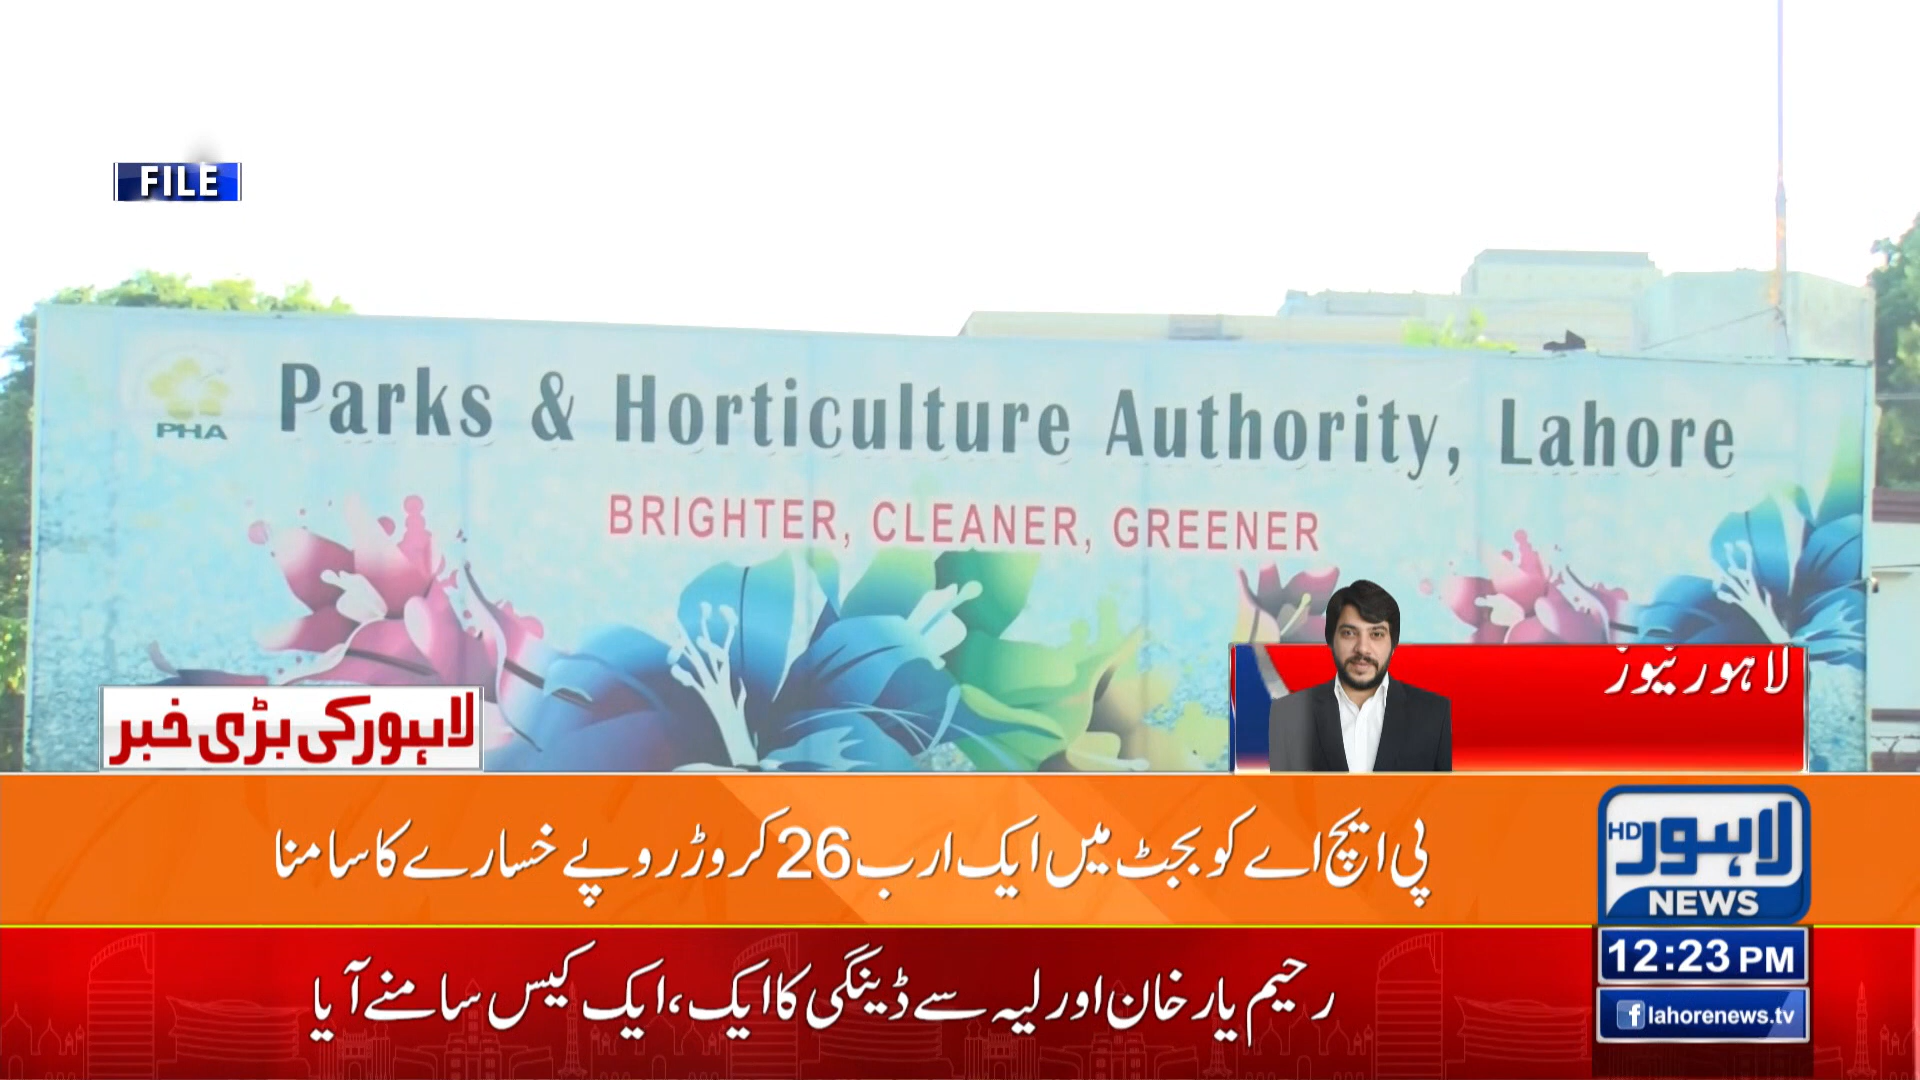 FILE
PHA
Parks & Horticulture Authority, Lahore
BRIGHTER, CLEANER, GREENER
لاہور نیوز
لاہور کی بڑی خبر
پی ایچ اے کو بجٹ میں ایک ارب 26 کروڑ روپے خسارے کا سامنا
لاہور HD
NEWS
رحیم یار خان اور لیہ سے ڈینگی کا ایک، ایک کیس سامنے آیا
12:23 PM
lahorenews.tv